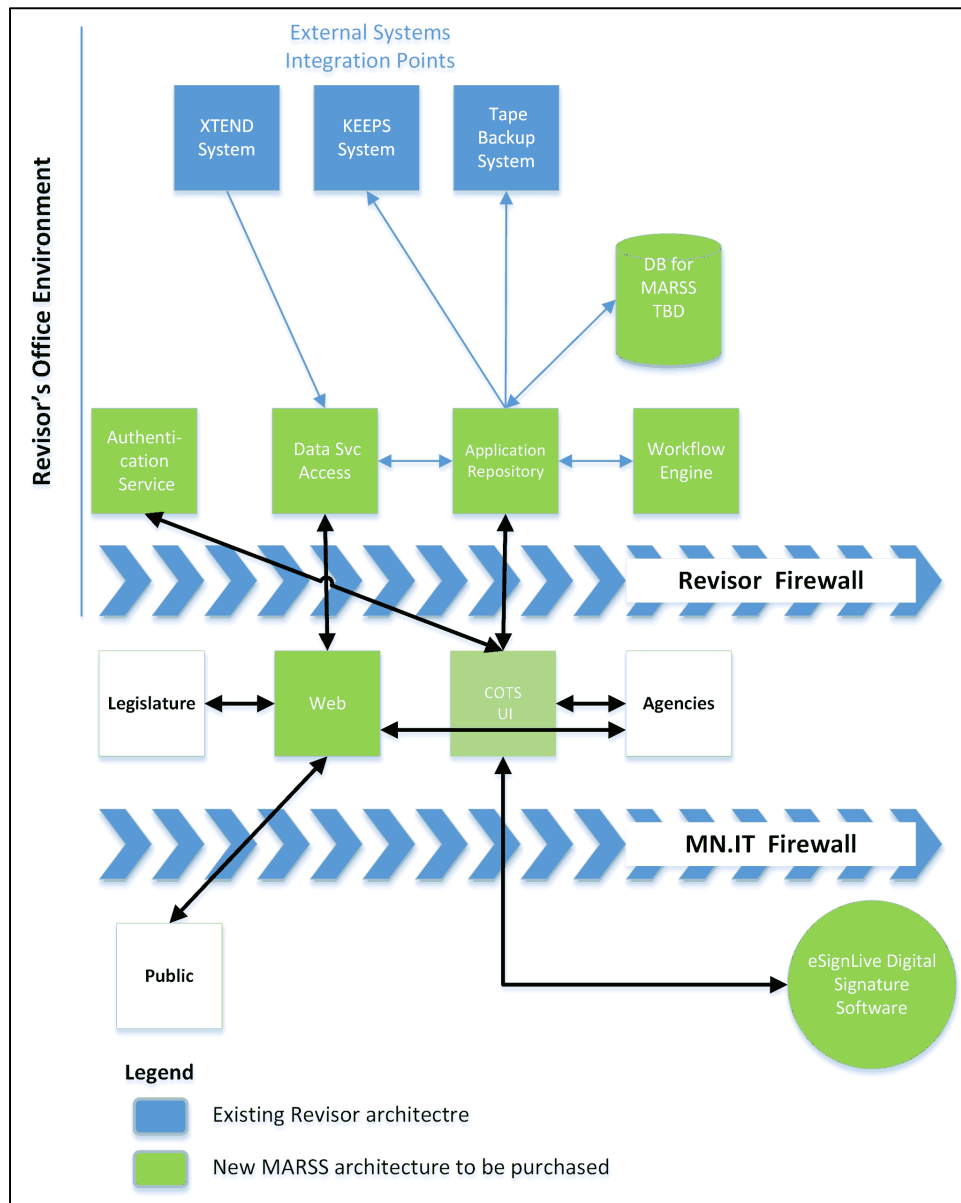 External Systems
Integration Points
Revisor's Office Environment
XTEND
System
KEEPS
System
Tape
Backup
System
DB for
MARSS
TBD
Authenti-
cation
Service
Data Svc
Access
Application
Repository
Workflow
Engine
Revisor Firewall
Legislature
Web
COTS
UI
Agencies
MN.IT Firewall
Public
eSignLive Digital
Signature
Software
Legend
Existing Revisor architectre
New MARSS architecture to be purchased